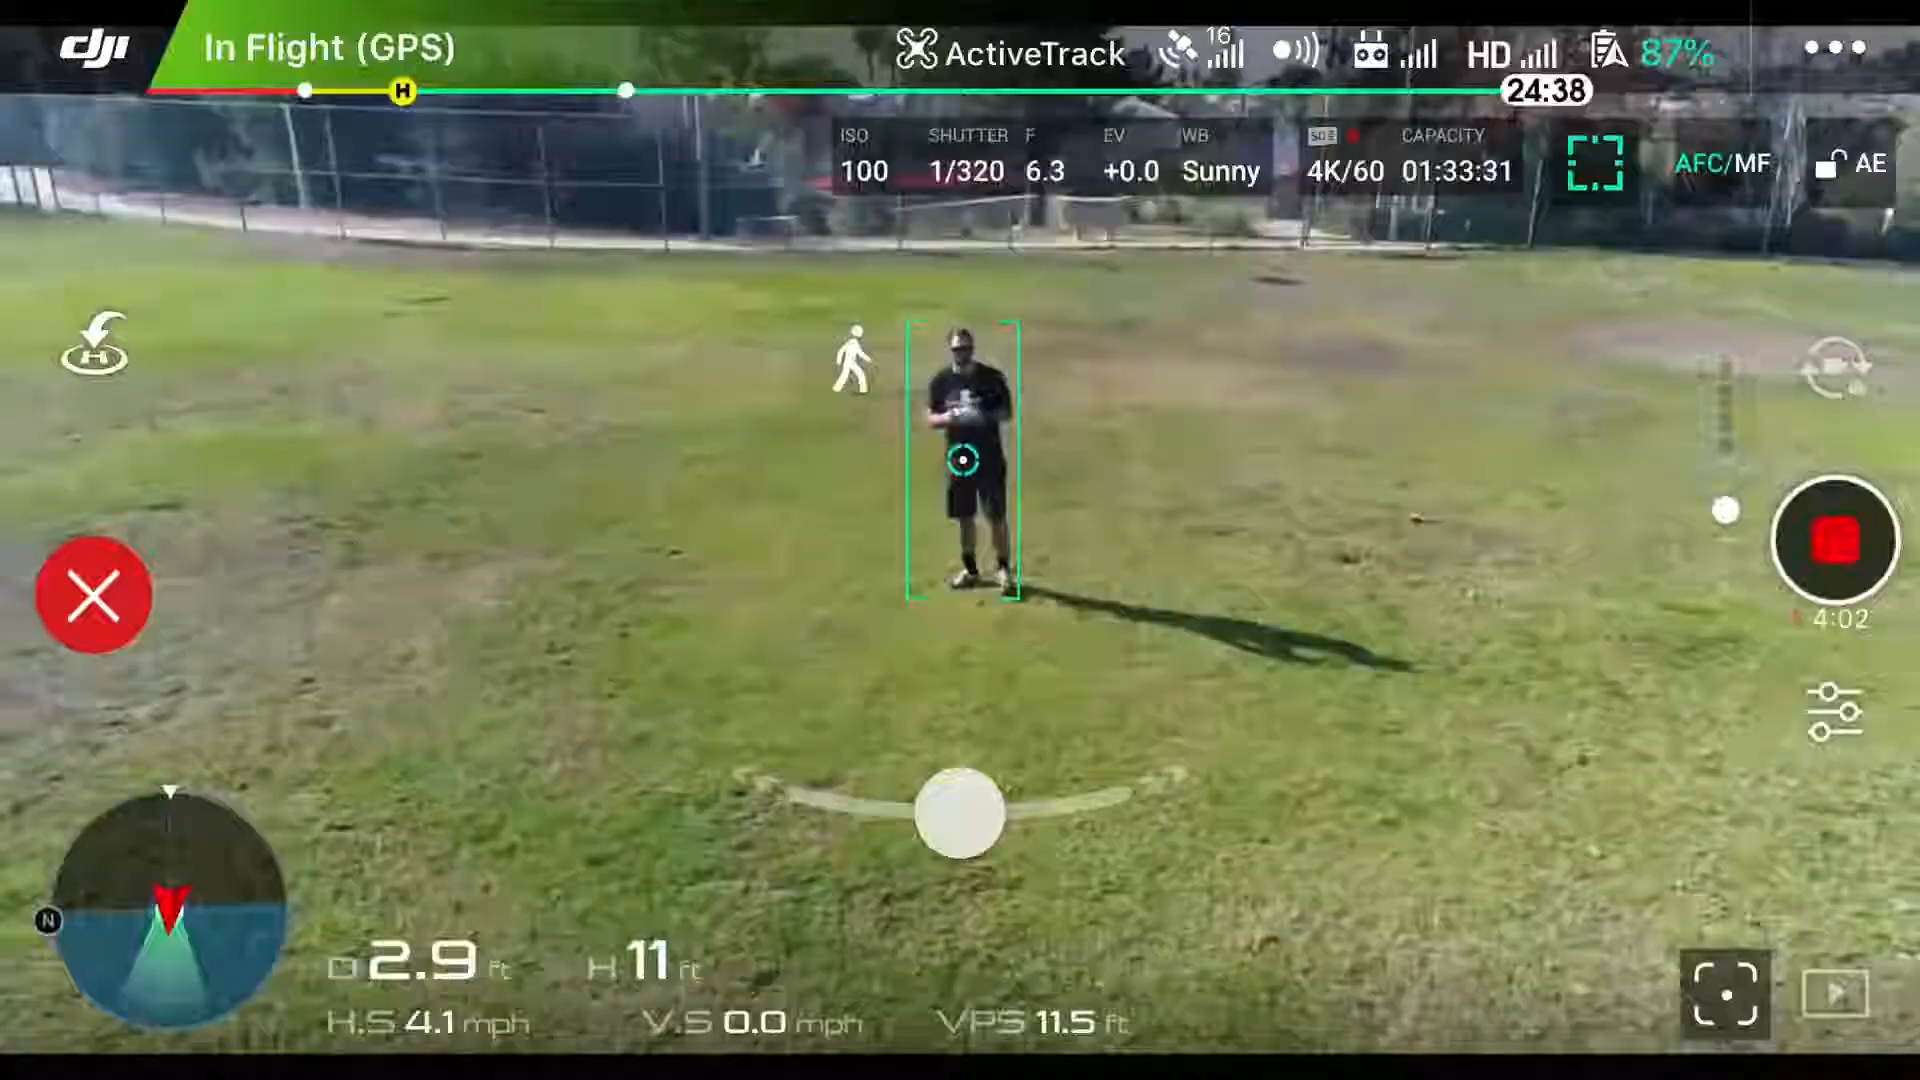 dji In Flight (GPS) ActiveTrack 16 HD 87%
H 24:38
ISO SHUTTER F EV WB CAPACITY
100 1/320 6.3 +0.0 Sunny 4K/60 01:33:31 AFC/MF AE
H
4:02
N
D 2.9 ft H 11 ft
H.S 4.1 mph V.S 0.0 mph VPS 11.5 ft